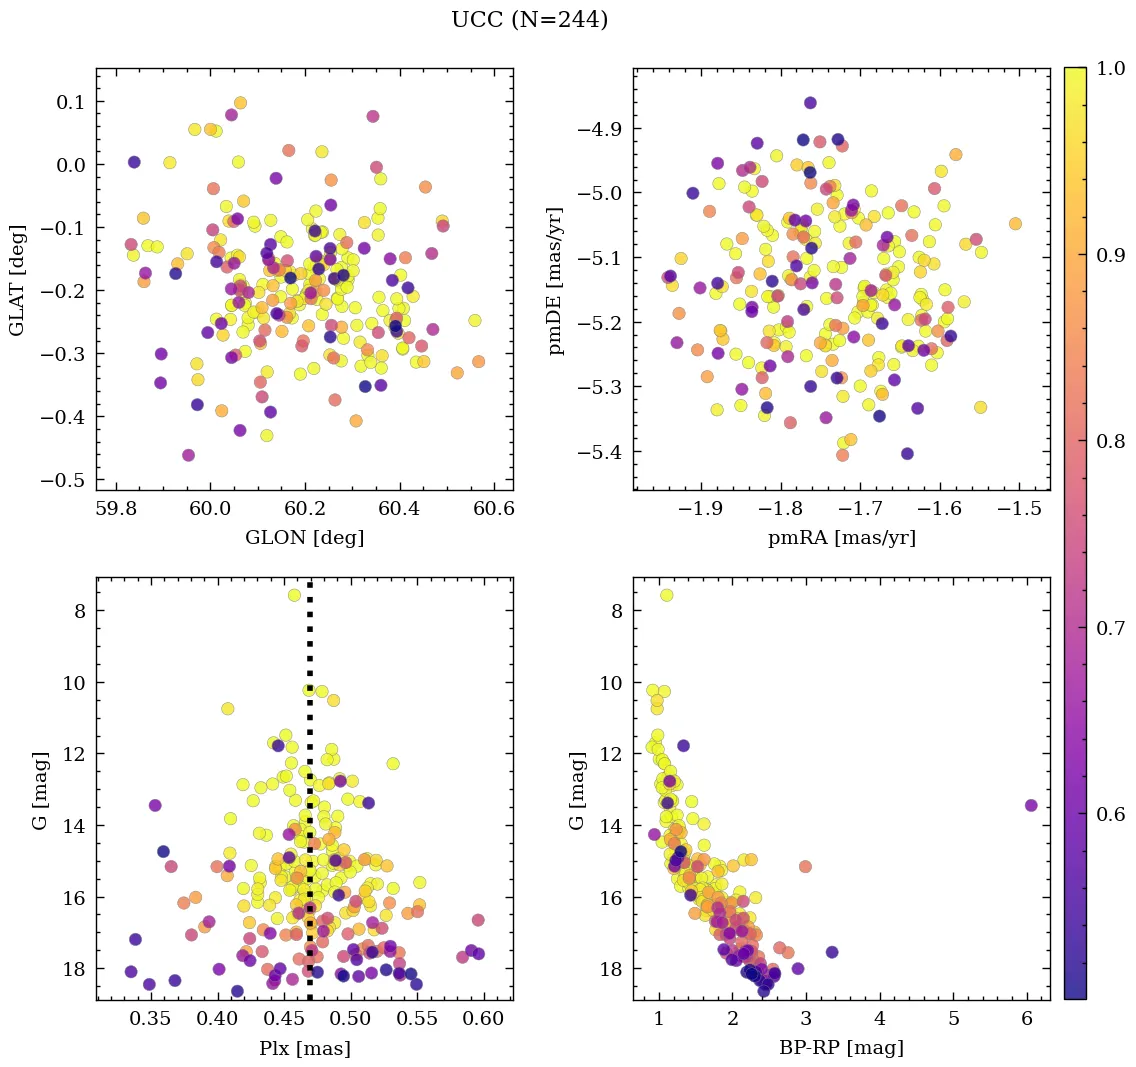 UCC (N=244)
0.1
0.0
−0.1
−0.2
−0.3
−0.4
−0.5
GLAT [deg]
59.8 60.0 60.2 60.4 60.6
GLON [deg]
−4.9
−5.0
−5.1
−5.2
−5.3
−5.4
pmDE [mas/yr]
−1.9 −1.8 −1.7 −1.6 −1.5
pmRA [mas/yr]
1.0
0.9
0.8
0.7
0.6
8
10
12
14
16
18
G [mag]
0.35 0.40 0.45 0.50 0.55 0.60
Plx [mas]
8
10
12
14
16
18
G [mag]
1 2 3 4 5 6
BP-RP [mag]